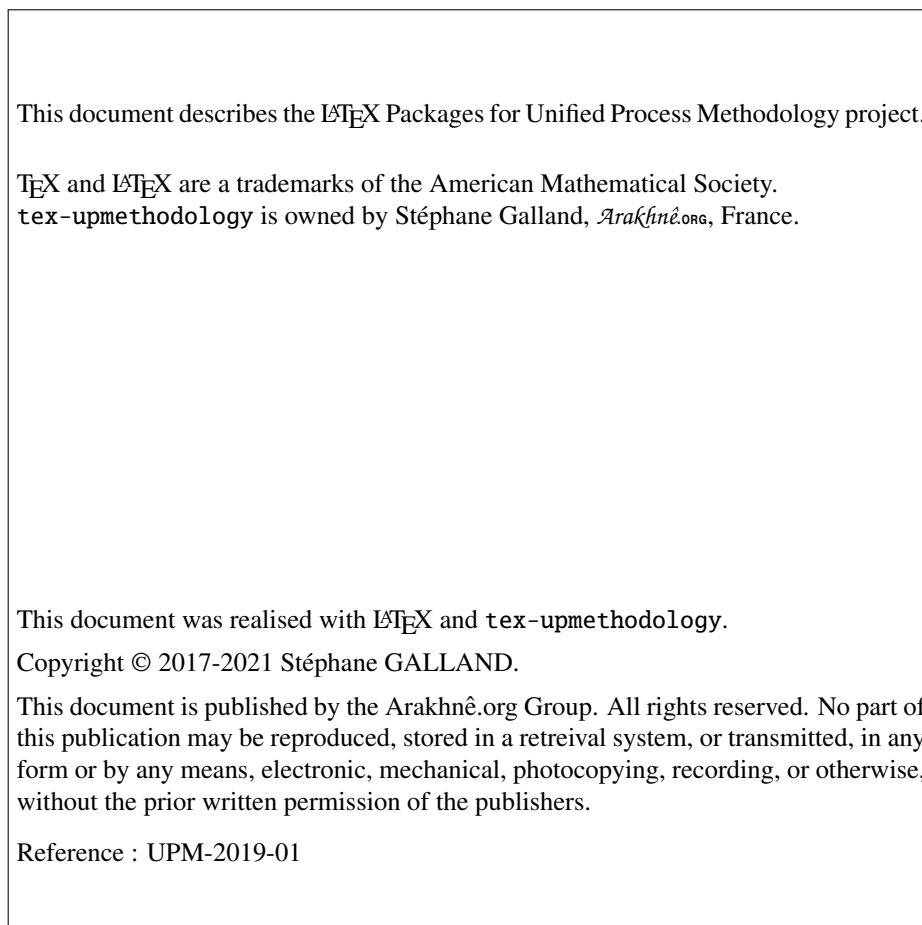 This document describes the LATEX Packages for Unified Process Methodology project.
TEX and LATEX are a trademarks of the American Mathematical Society.
tex-upmethodology is owned by Stéphane Galland, Arakhnê.ORG, France.
This document was realised with LATEX and tex-upmethodology.
Copyright © 2017-2021 Stéphane GALLAND.
This document is published by the Arakhnê.org Group. All rights reserved. No part of
this publication may be reproduced, stored in a retreival system, or transmitted, in any
form or by any means, electronic, mechanical, photocopying, recording, or otherwise,
without the prior written permission of the publishers.
Reference : UPM-2019-01